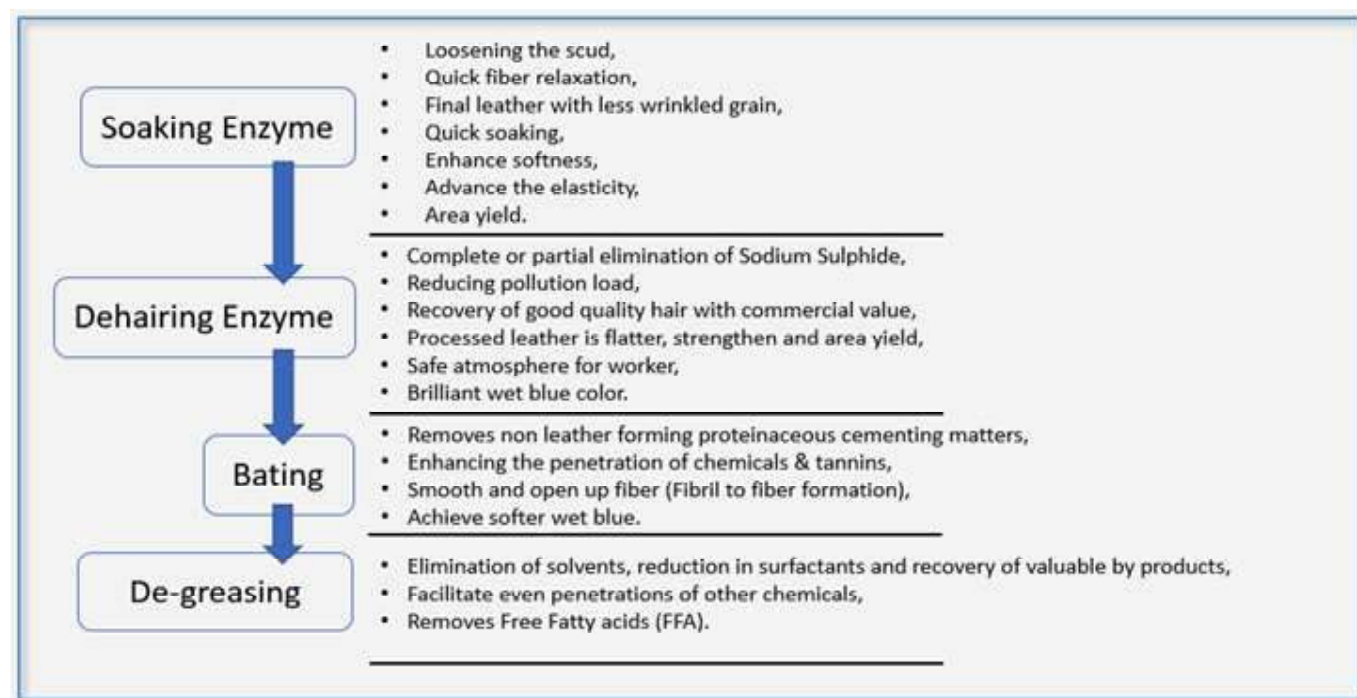 Soaking Enzyme
• Loosening the scud,
• Quick fiber relaxation,
• Final leather with less wrinkled grain,
• Quick soaking,
• Enhance softness,
• Advance the elasticity,
• Area yield.
Dehairing Enzyme
• Complete or partial elimination of Sodium Sulphide,
• Reducing pollution load,
• Recovery of good quality hair with commercial value,
• Processed leather is flatter, strengthen and area yield,
• Safe atmosphere for worker,
• Brilliant wet blue color.
Bating
• Removes non leather forming proteinaceous cementing matters,
• Enhancing the penetration of chemicals & tannins,
• Smooth and open up fiber (Fibril to fiber formation),
• Achieve softer wet blue.
De-greasing
• Elimination of solvents, reduction in surfactants and recovery of valuable by products,
• Facilitate even penetrations of other chemicals,
• Removes Free Fatty acids (FFA).